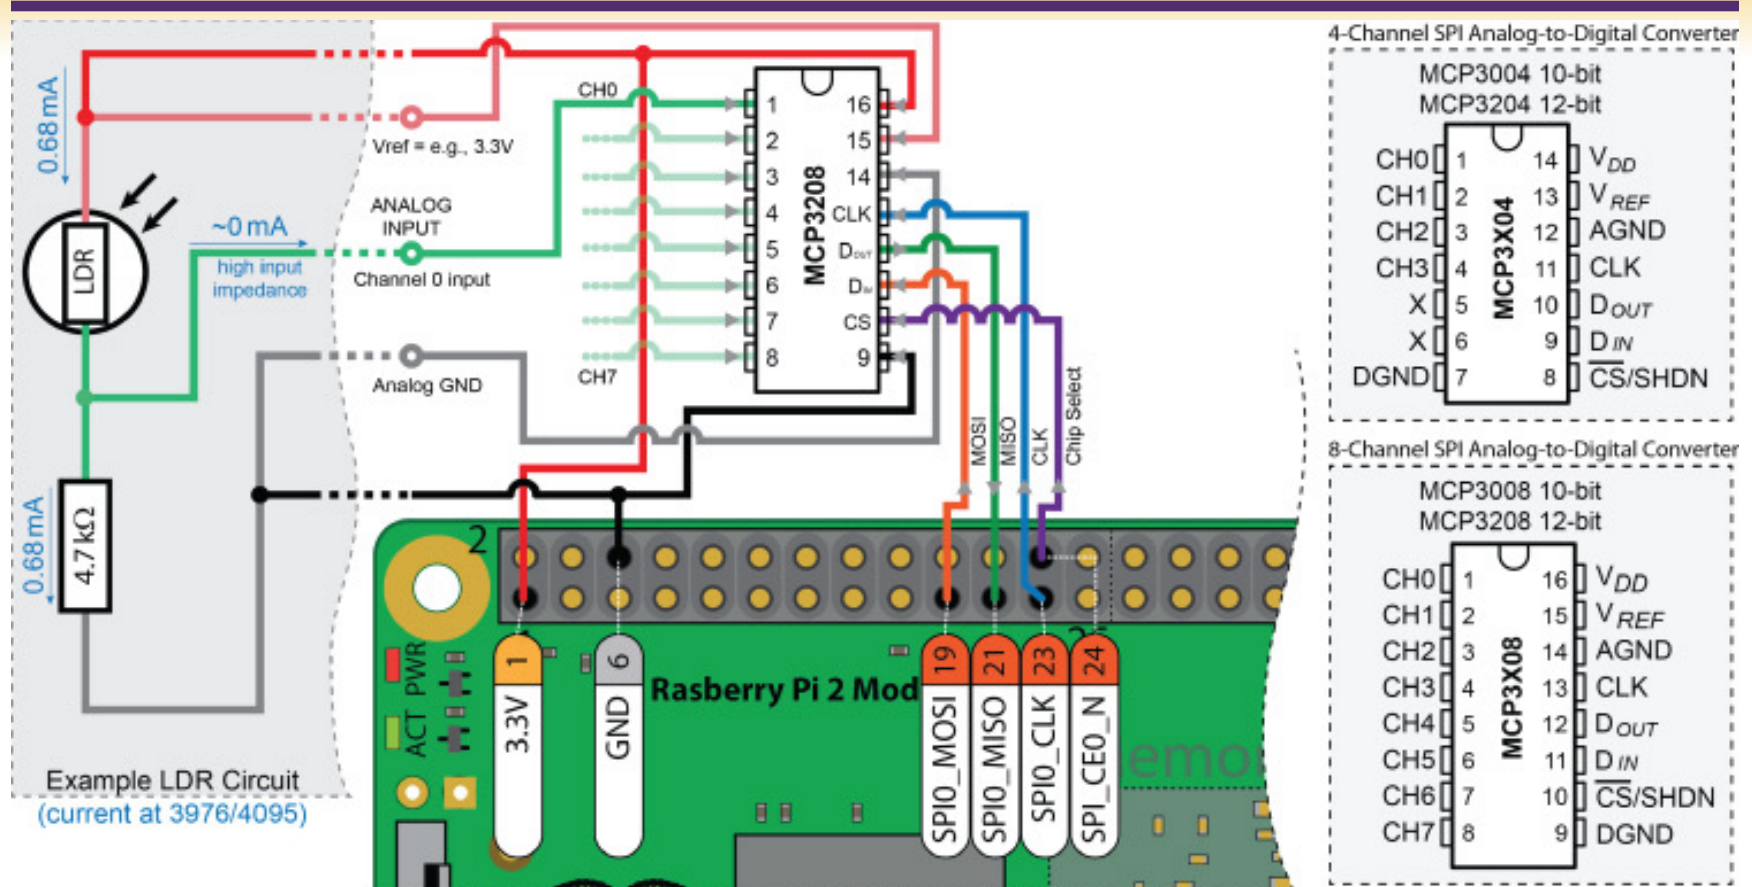 0.68 mA
LDR
~0 mA
high input
impedance
4.7 kΩ
0.68 mA
Example LDR Circuit
(current at 3976/4095)
Vref = e.g., 3.3V
ANALOG
INPUT
Channel 0 input
Analog GND
CH0
CH7
MCP3208
1
2
3
4
5
6
7
8
16
15
14
CLK
DOUT
DIN
CS
9
MOSI
MISO
CLK
Chip Select
2
PWR
ACT
Rasberry Pi 2 Mod
emo
1 3.3V
6 GND
19 SPI0_MOSI
21 SPI0_MISO
23 SPI0_CLK
24 SPI_CE0_N
4-Channel SPI Analog-to-Digital Converter
MCP3004 10-bit
MCP3204 12-bit
MCP3X04
CH0 1 14 VDD
CH1 2 13 VREF
CH2 3 12 AGND
CH3 4 11 CLK
X 5 10 DOUT
X 6 9 DIN
DGND 7 8 CS/SHDN
8-Channel SPI Analog-to-Digital Converter
MCP3008 10-bit
MCP3208 12-bit
MCP3X08
CH0 1 16 VDD
CH1 2 15 VREF
CH2 3 14 AGND
CH3 4 13 CLK
CH4 5 12 DOUT
CH5 6 11 DIN
CH6 7 10 CS/SHDN
CH7 8 9 DGND